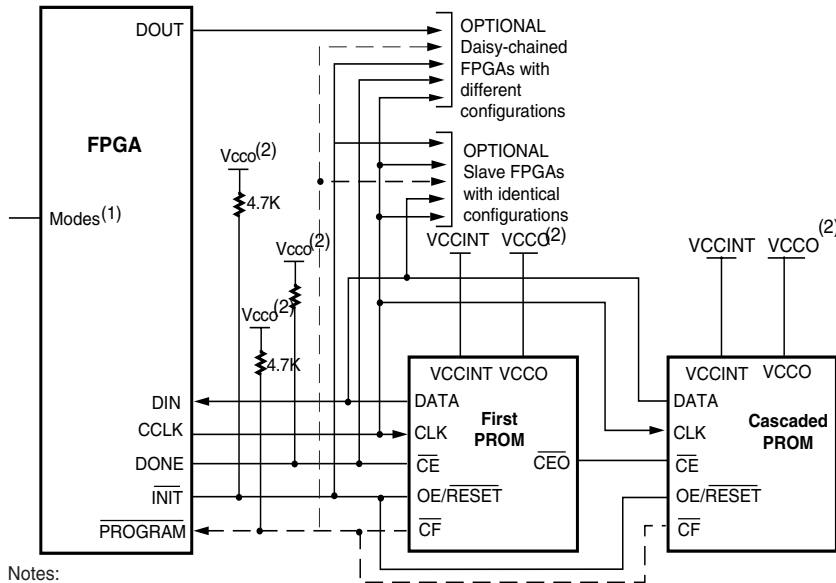 DOUT
OPTIONAL
Daisy-chained
FPGAs with
different
configurations
FPGA
OPTIONAL
Slave FPGAs
with identical
configurations
Vcco(2)
4.7K
Modes(1)
Vcco(2)
Vcco(2)
4.7K
VCCINT VCCO(2)
VCCINT VCCO(2)
VCCINT VCCO
VCCINT VCCO
DIN
DATA
DATA
First
PROM
Cascaded
PROM
CCLK
CLK
CLK
DONE
CE
CEO
CE
INIT
OE/RESET
OE/RESET
PROGRAM
CF
CF
Notes: